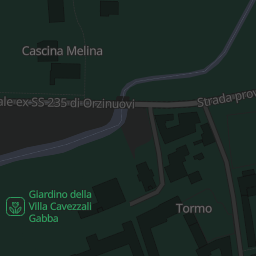 Cascina Melina
ale ex SS 235 di Orzinuovi
Strada prov
Giardino della
Villa Cavezzali
Gabba
Tormo